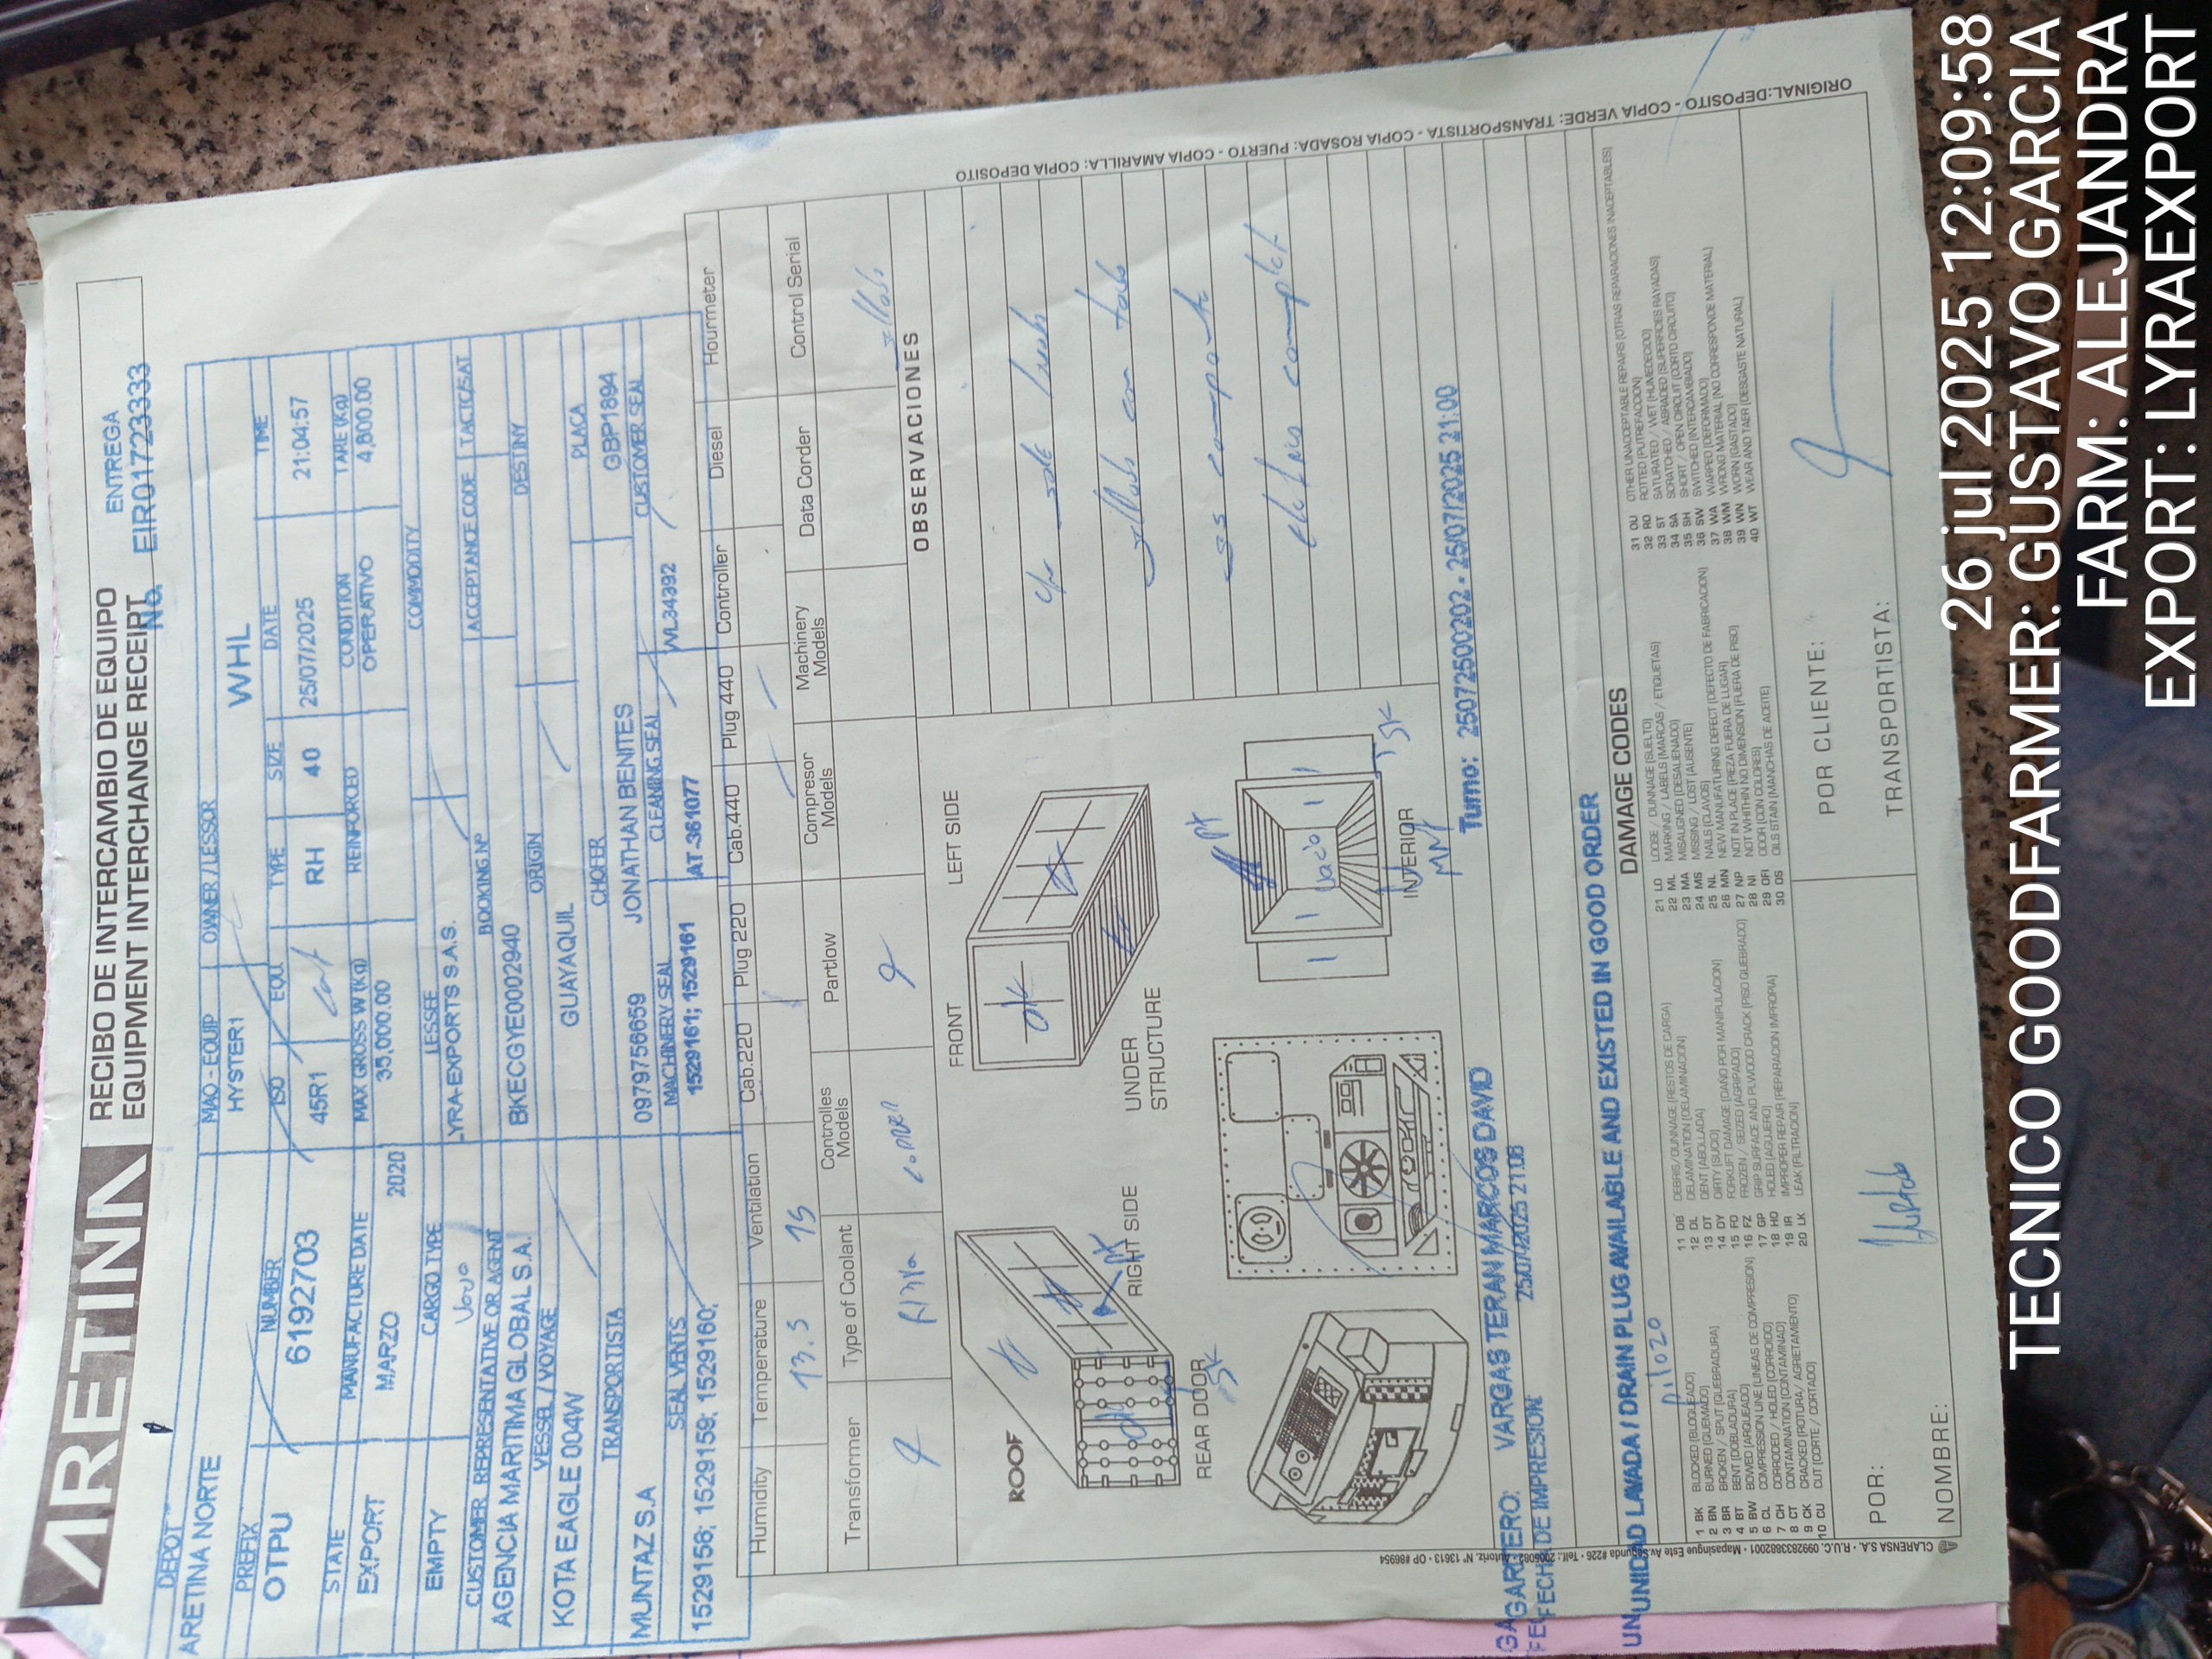 ARETINA
RECIBO DE INTERCAMBIO DE EQUIPO
EQUIPMENT INTERCHANGE RECEIRT
ENTREGA
No. EIR01723333
DEPOT
ARETINA NORTE
MAQ - EQUIP
HYSTER1
OWNER / LESSOR
WHL
PREFIX
OTPU
NUMBER
6192703
ISO
45R1
EQU.
TYPE
RH
SIZE
40
DATE
25/07/2025
TIME
21:04:57
STATE
EXPORT
MANUFACTURE DATE
MARZO 2020
MAX GROSS W (Kg)
35,000.00
REINFORCED
CONDITION
OPERATIVO
TARE (Kg)
4,800.00
EMPTY
CARGO TYPE
Vacio
LESSEE
LYRA-EXPORTS S.A.S.
COMMODITY
CUSTOMER REPRESENTATIVE OR AGENT
AGENCIA MARITIMA GLOBAL S.A.
BOOKING Nº
BKECGYE0002940
ACCEPTANCE CODE
TACTC/SAT
VESSEL / VOYAGE
KOTA EAGLE 004W
ORIGIN
GUAYAQUIL
DESTINY
TRANSPORTISTA
MUNTAZ S.A
CHOFER
0979756659 JONATHAN BENITES
PLACA
GBP1894
SEAL VENTS
1529158; 1529159; 1529160;
MACHINERY SEAL
1529161; 1529161
CLEANING SEAL
AT-361077
CUSTOMER SEAL
WL34392
Humidity Temperature Ventilation Cab.220 Plug 220 Cab.440 Plug 440 Controller Diesel Hourmeter
13.5 15
Transformer Type of Coolant Controlles Models Partlow Compresor Models Machinery Models Data Corder Control Serial
R134a sellado
OBSERVACIONES
ROOF
FRONT
LEFT SIDE
ok
ok
PT
RIGHT SIDE
UNDER STRUCTURE
REAR DOOR
SK
sellado con todo
sus
completo
PT
Vacio
INTERIOR
SK
MM
GARDERO: VARGAS TERAN MARCOS DAVID
Turno: 25072500202 - 25/07/2025 21:00
FECHA DE IMPRESION: 25/07/2025 21:06
UNIDAD LAVADA / DRAIN PLUG AVAILABLE AND EXISTED IN GOOD ORDER
DAMAGE CODES
1 BK BLOCKED (BLOQUEADO)
2 BN BURNED (QUEMADO)
3 BR BROKEN / SPUT (QUEBRADURA)
4 BT BENT (DOBLADURA)
5 BW BOWED (ARQUEADO)
6 CL COMPRESSION LINE (LINEAS DE COMPRESION)
7 CH CORRODED / HOLED (CORROIDO)
8 CT CONTAMINATION (CONTAMINAD)
9 CK CRACKED (ROTURA/ AGRIETAMIENTO)
10 CU CUT (CORTE / CORTADO)
11 DB DEBRIS/DUNNAGE (RESTOS DE CARGA)
12 DL DELAMINATION (DELAMINACION)
13 DT DENT (ABOLLADA)
14 DY DIRTY (SUCIO)
15 FD FORKLIFT DAMAGE (DAÑO POR MANIPULACION)
16 FZ FROZEN / SEIZED (AGRIPADO)
17 GP GRIP SURFACE AND PLWOOD CRACK (PISO QUEBRADO)
18 HO HOLED (AGUJERO)
19 IR IMPROPER REPAIR (REPARACION IMPROPIA)
20 LK LEAK (FILTRACION)
21 LO LOOSE / DUNNAGE (SUELTO)
22 ML MARKING / LABELS (MARCAS / ETIQUETAS)
23 MA MISALIGNED (DESALIENADO)
24 MS MISSING / LOST (AUSENTE)
25 NL NAILS (CLAVOS)
26 MN NEW MANUFATURING DEFECT (DEFECTO DE FABRICACION)
27 NP NOT IN PLACE (PIEZA FUERA DE LUGAR)
28 NI NOT WHITHIN NO DIMENSION (FUERA DE PISO)
29 OFI ODOR (CON COLORES)
30 OS OILS STAIN (MANCHAS DE ACEITE)
31 OU OTHER UNACCEPTABLE REPAIRS (OTRAS REPARACIONES INACEPTABLES)
32 RO ROTTED (PUTREFACCION)
33 ST SATURATED / WET (HUMEDECIDO)
34 SA SCRATCHED / ABRADED (SUPERFICIES RAYADAS)
35 SH SHORT / OPEN CIRCUIT (CORTO CIRCUITO)
36 SW SWITCHED (INTERCAMBIADO)
37 WA WARPED (DEFORMADO)
38 WM WRONG MATERIAL (NO CORRESPONDE MATERIAL)
39 WN WORN (GASTADO)
40 WT WEAR AND TAER (DESGASTE NATURAL)
POR:
NOMBRE:
POR CLIENTE:
TRANSPORTISTA:
CLARENSA S.A. • R.U.C. 0992833882001 • Mapasingue Este Av.Segunda #226 • Autoriz. Nº 13613 • OP #86954
ORIGINAL:DEPOSITO - COPIA VERDE: TRANSPORTISTA - COPIA ROSADA: PUERTO - COPIA AMARILLA: COPIA DEPOSITO
26 jul 2025 12:09:58
TECNICO GOODFARMER: GUSTAVO GARCIA
FARM: ALEJANDRA
EXPORT: LYRAEXPORT